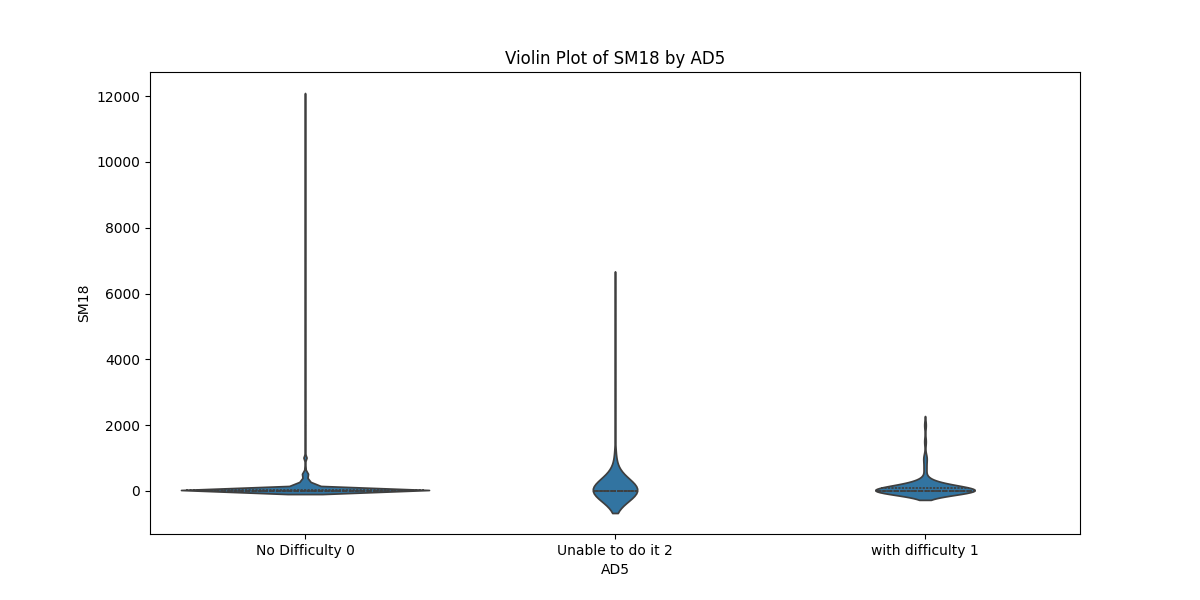 Violin Plot of SM18 by AD5
12000
10000
8000
6000
4000
2000
0
SM18
No Difficulty 0
Unable to do it 2
with difficulty 1
AD5